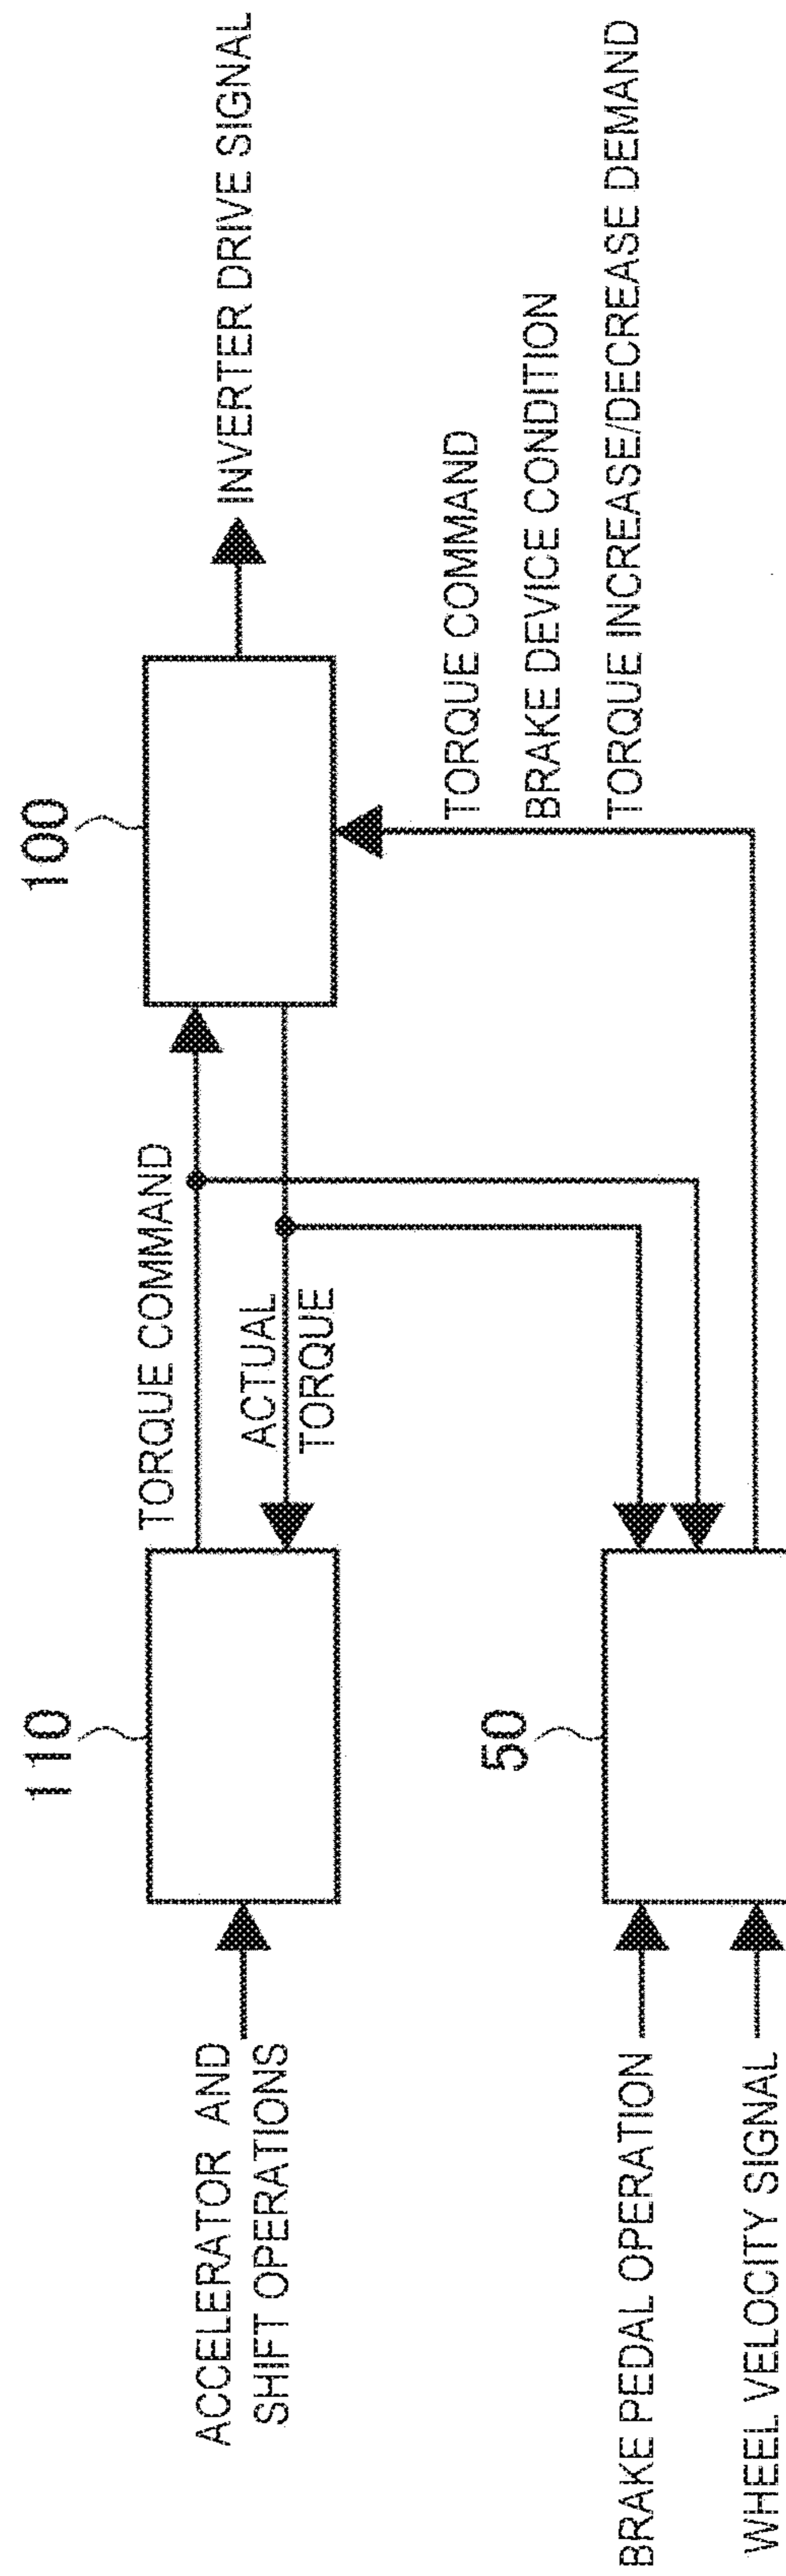 ACCELERATOR AND
SHIFT OPERATIONS
110
TORQUE COMMAND
ACTUAL
TORQUE
100
INVERTER DRIVE SIGNAL
BRAKE PEDAL OPERATION
WHEEL VELOCITY SIGNAL
50
TORQUE COMMAND
BRAKE DEVICE CONDITION
TORQUE INCREASE/DECREASE DEMAND